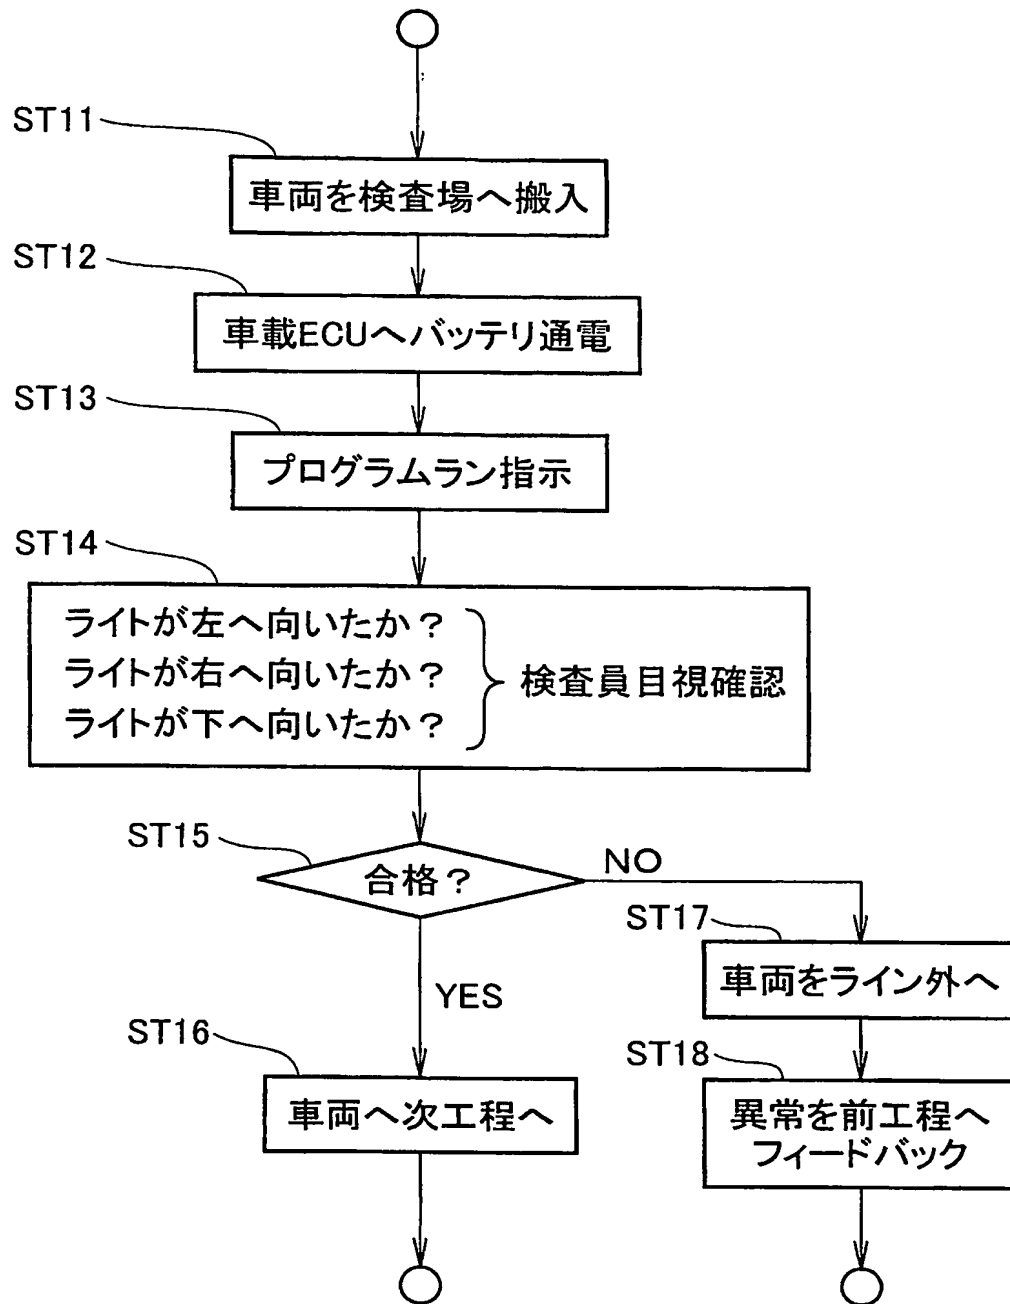 ST11
車両を検査場へ搬入
ST12
車載ECUへバッテリ通電
ST13
プログラムラン指示
ST14
ライトが左へ向いたか？
ライトが右へ向いたか？
ライトが下へ向いたか？
検査員目視確認
ST15
合格？
NO
YES
ST17
車両をライン外へ
ST16
車両へ次工程へ
ST18
異常を前工程へ
フィードバック